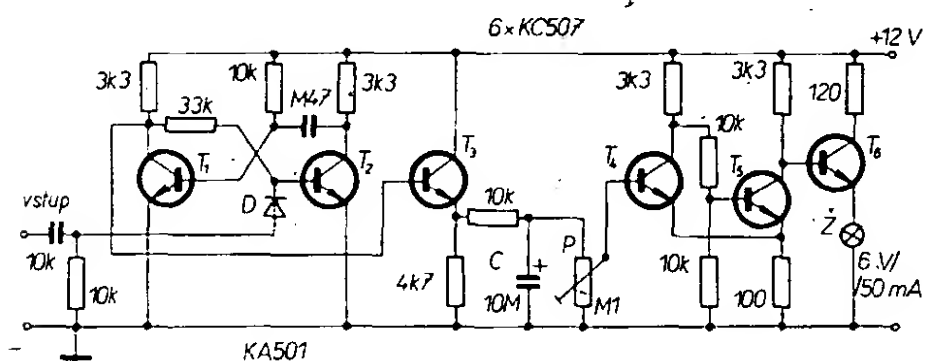 6×KC507
+12 V
3k3
10k
M47
3k3
33k
T1
T2
T3
D
vstup
10k
10k
4k7
10k
C
10M
+
P
M1
3k3
10k
3k3
120
T4
T5
T6
10k
100
Ż
6 V/
/50 mA
-
KA501